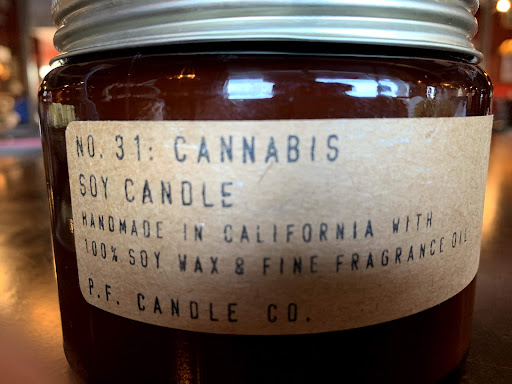 NO. 31: CANNABIS
SOY CANDLE
HANDMADE IN CALIFORNIA WITH
100% SOY WAX & FINE FRAGRANCE OIL
P.F. CANDLE CO.